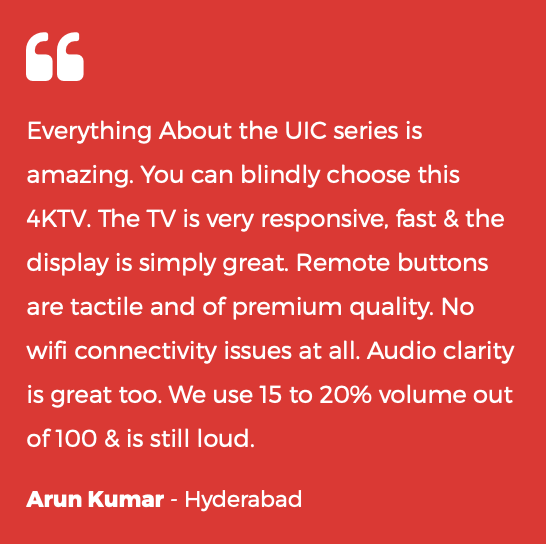 “
Everything About the UIC series is
amazing. You can blindly choose this
4KTV. The TV is very responsive, fast & the
display is simply great. Remote buttons
are tactile and of premium quality. No
wifi connectivity issues at all. Audio clarity
is great too. We use 15 to 20% volume out
of 100 & is still loud.
Arun Kumar - Hyderabad